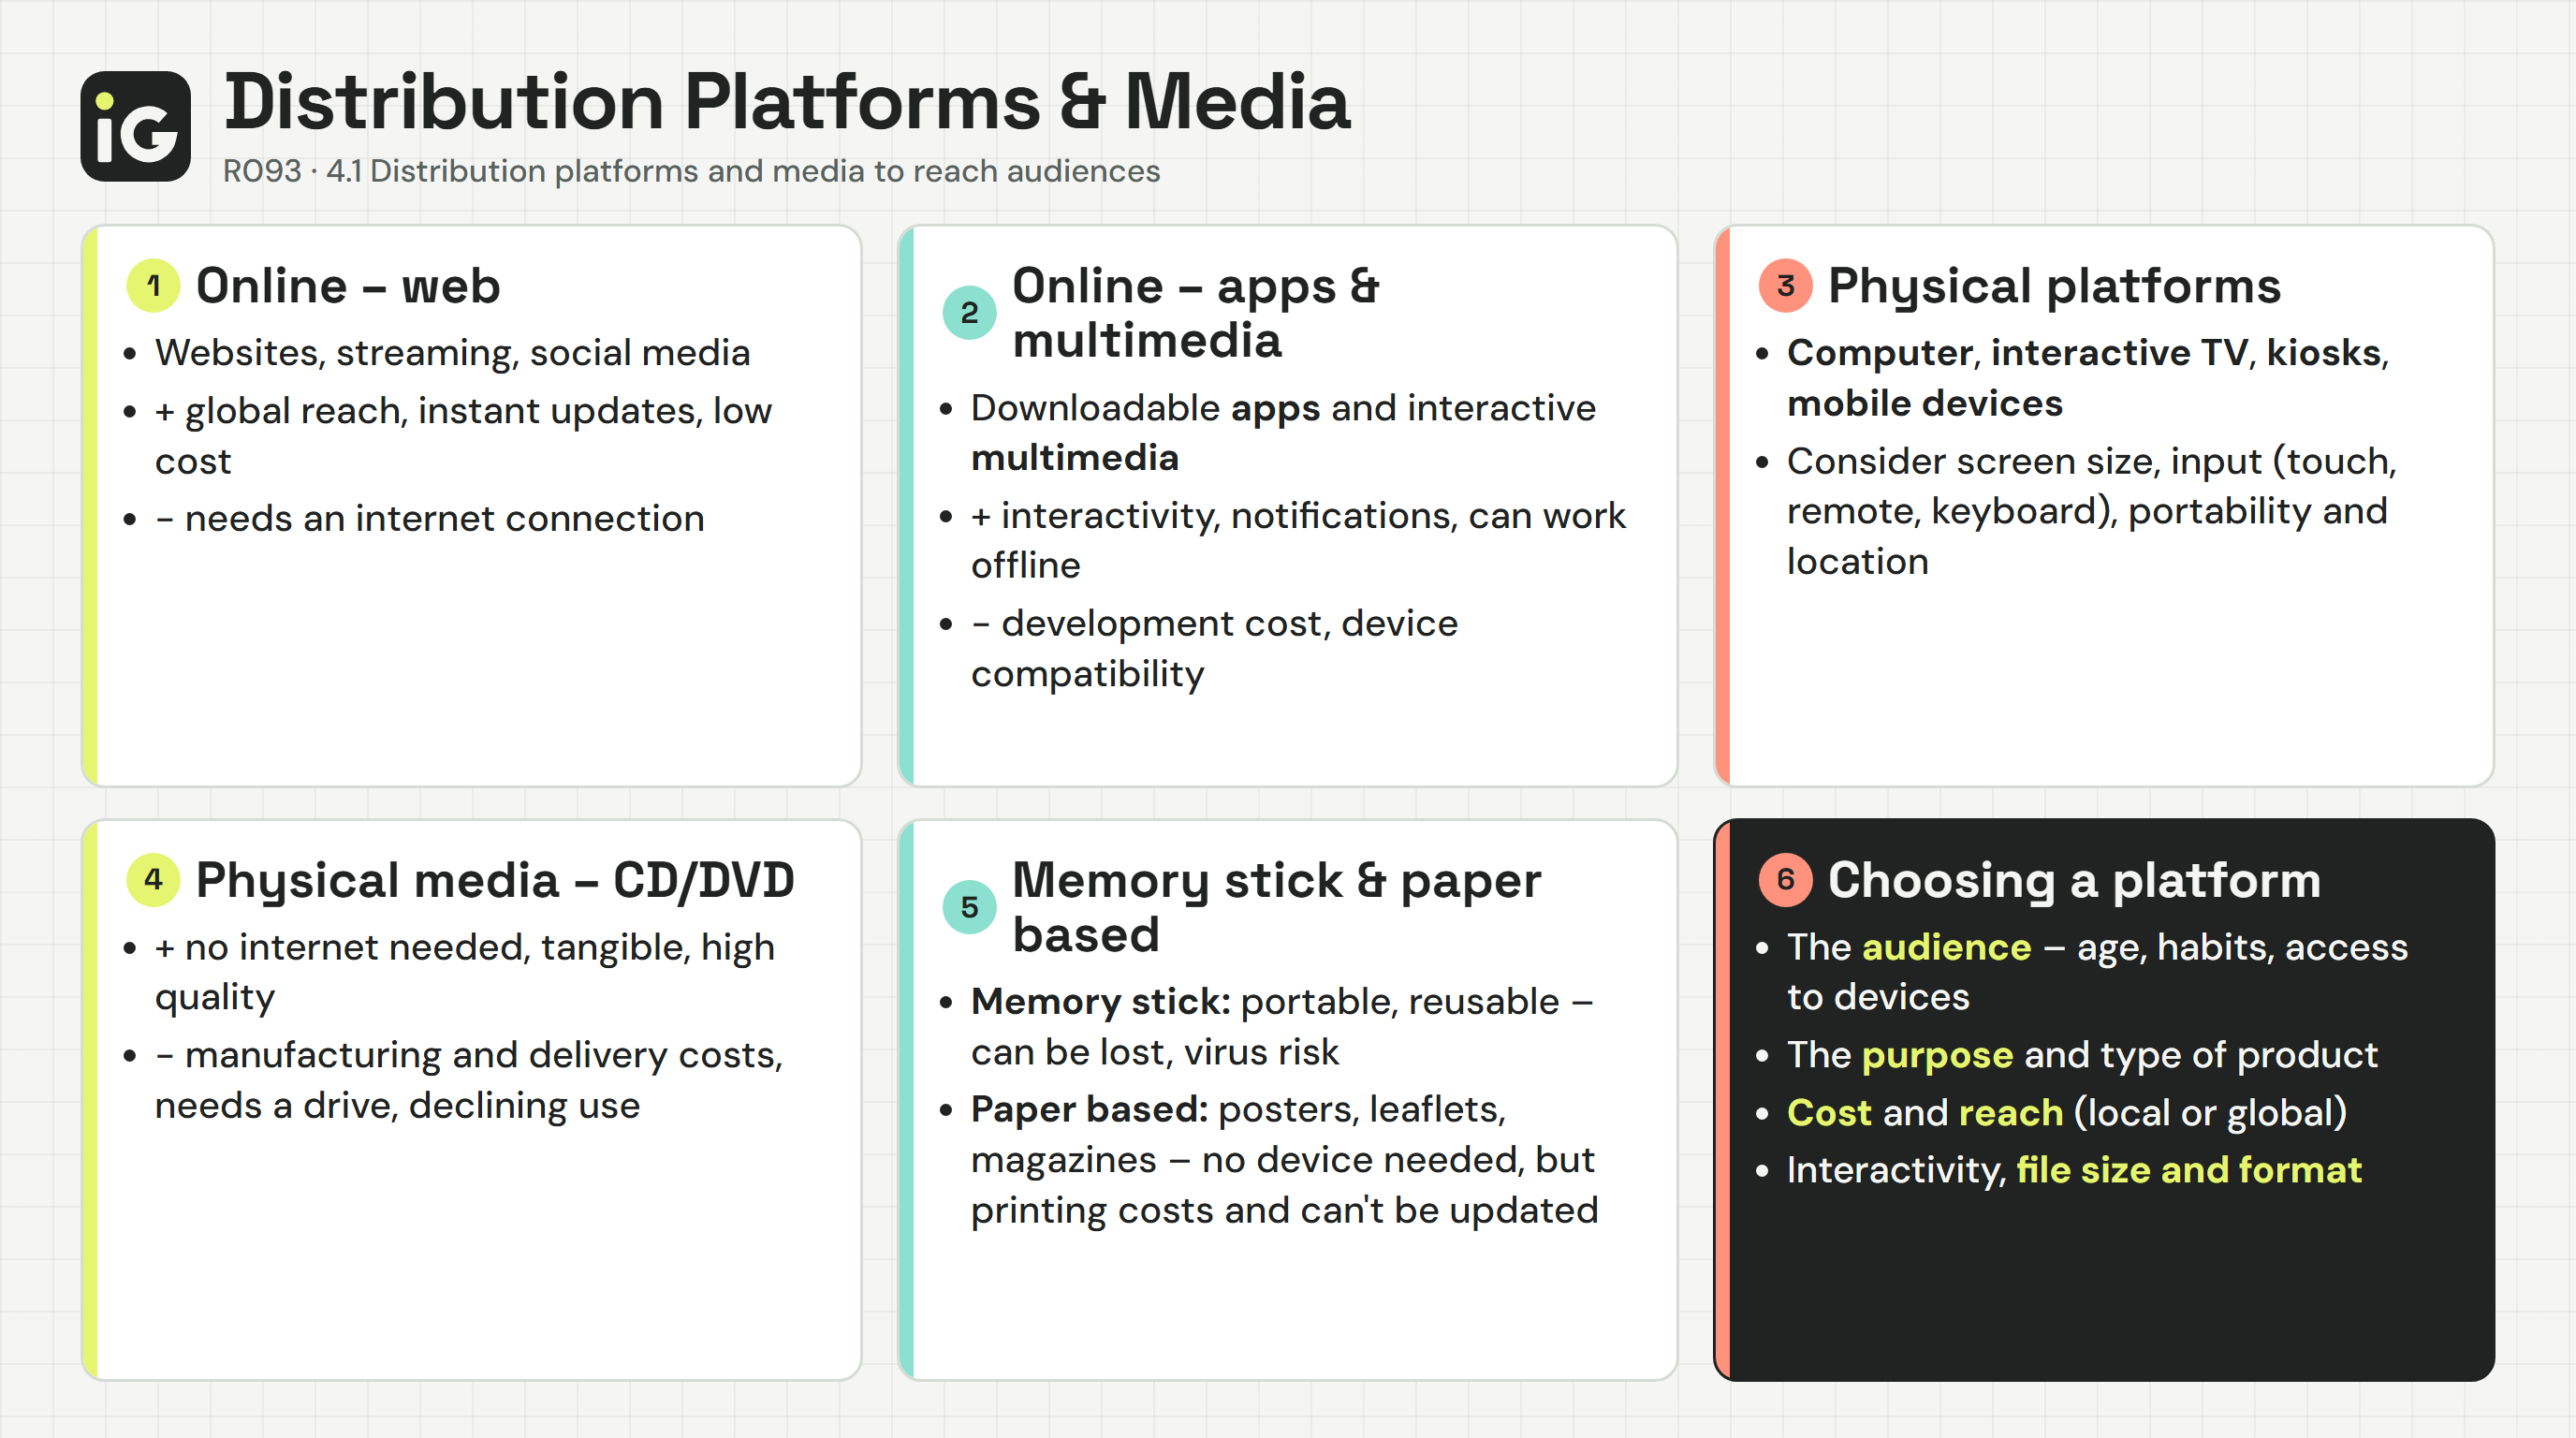 iG
Distribution Platforms & Media
R093 · 4.1 Distribution platforms and media to reach audiences
1 Online – web
• Websites, streaming, social media
• + global reach, instant updates, low
cost
• − needs an internet connection
2 Online – apps &
multimedia
• Downloadable apps and interactive
multimedia
• + interactivity, notifications, can work
offline
• − development cost, device
compatibility
3 Physical platforms
• Computer, interactive TV, kiosks,
mobile devices
• Consider screen size, input (touch,
remote, keyboard), portability and
location
4 Physical media – CD/DVD
• + no internet needed, tangible, high
quality
• − manufacturing and delivery costs,
needs a drive, declining use
5 Memory stick & paper
based
• Memory stick: portable, reusable –
can be lost, virus risk
• Paper based: posters, leaflets,
magazines – no device needed, but
printing costs and can't be updated
6 Choosing a platform
• The audience – age, habits, access
to devices
• The purpose and type of product
• Cost and reach (local or global)
• Interactivity, file size and format